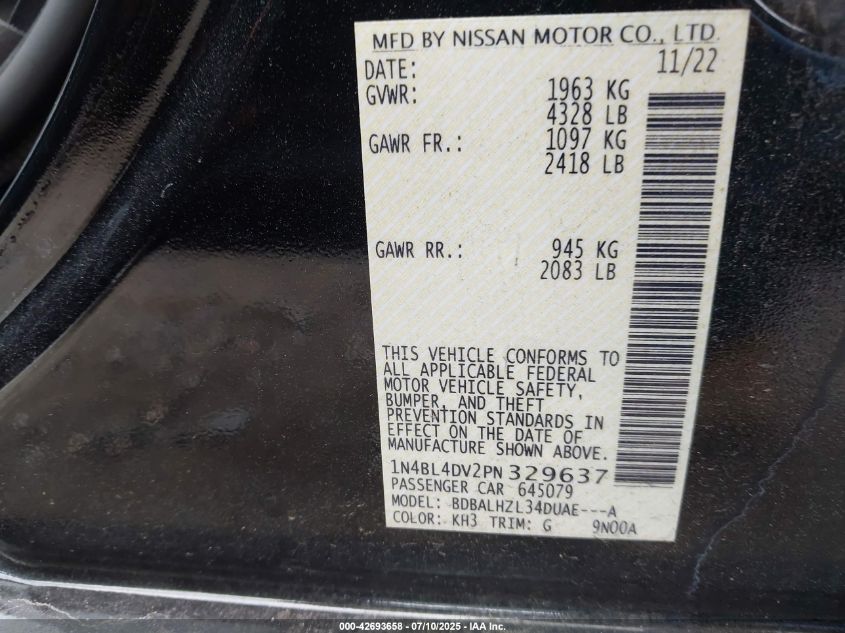 MFD BY NISSAN MOTOR CO., LTD.
DATE: 11/22
GVWR: 1963 KG
4328 LB
GAWR FR.: 1097 KG
2418 LB
GAWR RR.: 945 KG
2083 LB
THIS VEHICLE CONFORMS TO
ALL APPLICABLE FEDERAL
MOTOR VEHICLE SAFETY,
BUMPER, AND THEFT
PREVENTION STANDARDS IN
EFFECT ON THE DATE OF
MANUFACTURE SHOWN ABOVE.
1N4BL4DV2PN329637
PASSENGER CAR 645079
MODEL: BDBALHZL34DUAE---A
COLOR: KH3 TRIM: G 9N00A
000-42693658 - 07/10/2025 - IAA Inc.